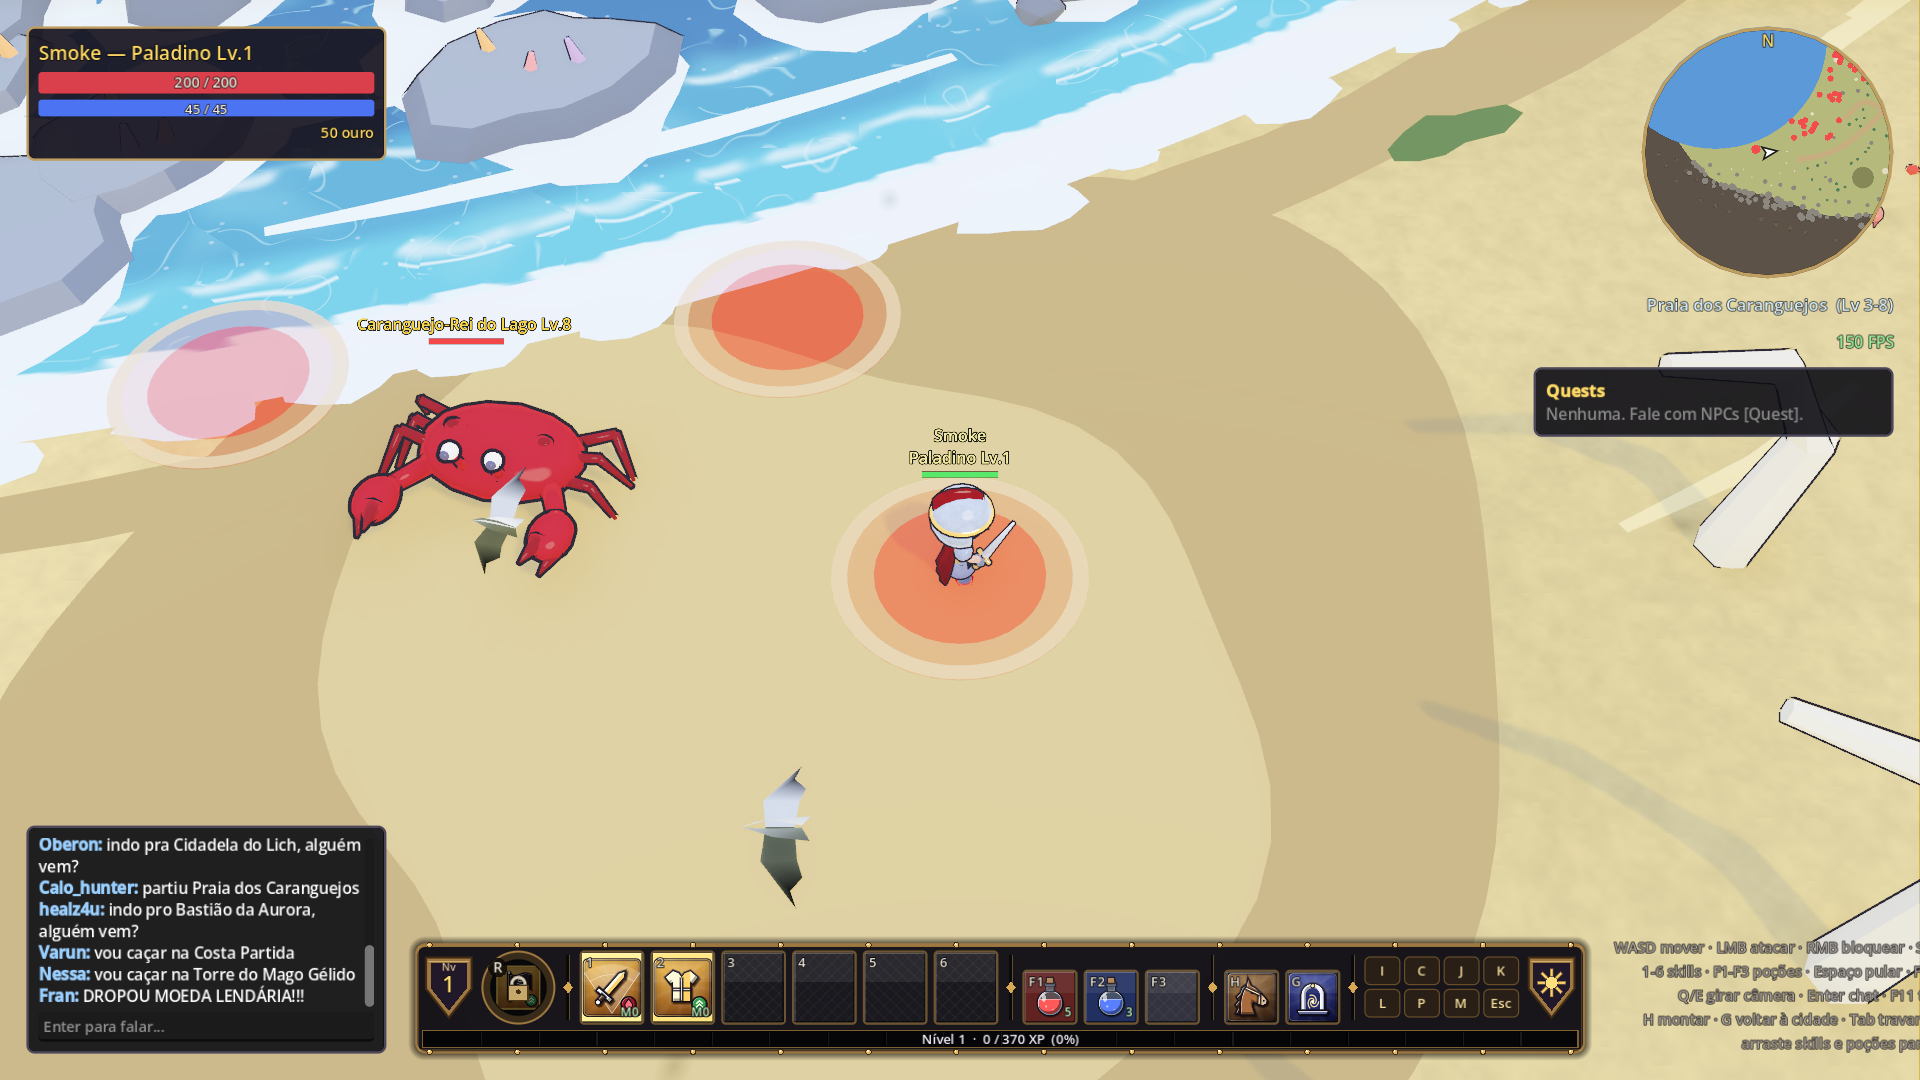 Smoke — Paladino Lv.1
200 / 200
45 / 45
50 ouro
N
Praia dos Caranguejos (Lv 3-8)
150 FPS
Quests
Nenhuma. Fale com NPCs [Quest].
Caranguejo-Rei do Lago Lv.8
Smoke
Paladino Lv.1
Oberon: indo pra Cidadela do Lich, alguém
vem?
Calo_hunter: partiu Praia dos Caranguejos
healz4u: indo pro Bastião da Aurora,
alguém vem?
Varun: vou caçar na Costa Partida
Nessa: vou caçar na Torre do Mago Gélido
Fran: DROPOU MOEDA LENDÁRIA!!!
Enter para falar...
Nv
1
R
1
M0
2
M0
3
4
5
6
F1
5
F2
3
F3
H
G
I C J K
L P M Esc
Nível 1 · 0 / 370 XP (0%)
WASD mover · LMB atacar · RMB bloquear ·
1-6 skills · F1-F3 poções · Espaço pular ·
Q/E girar câmera · Enter chat · F11
H montar · G voltar à cidade · Tab
arraste skills e poções